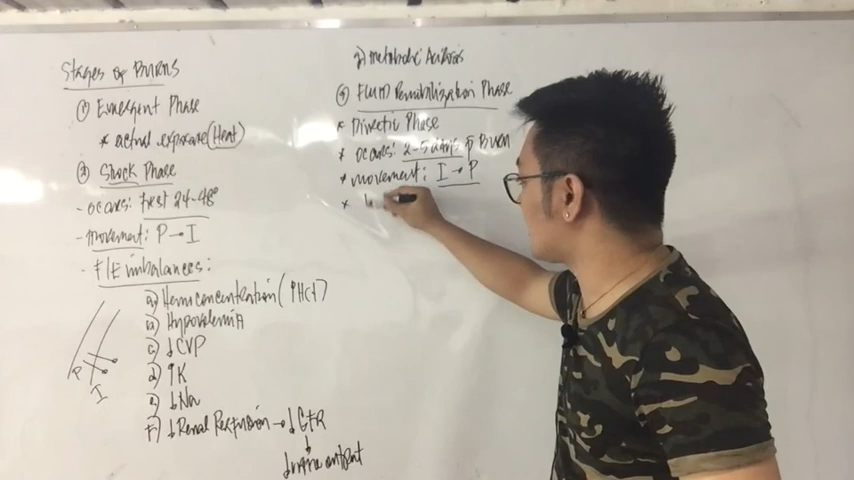 Stages of Burns
① Emergent Phase
* actual exposure (Heat)
② Shock Phase
- occurs: first 24-48°
- Movement: P → I
- F/E imbalances:
a) Hemoconcentration (↑Hct)
b) Hypovolemia
c) ↓CVP
d) ↑K
e) ↓Na
F) ↓Renal Perfusion → ↓GFR
↓
↓urine output
P
I
g) metabolic Acidosis
③ Fluid Remobilization Phase
* Diuretic Phase
* occurs: 2-5 days p̄ Burn
* movement: I → P
*